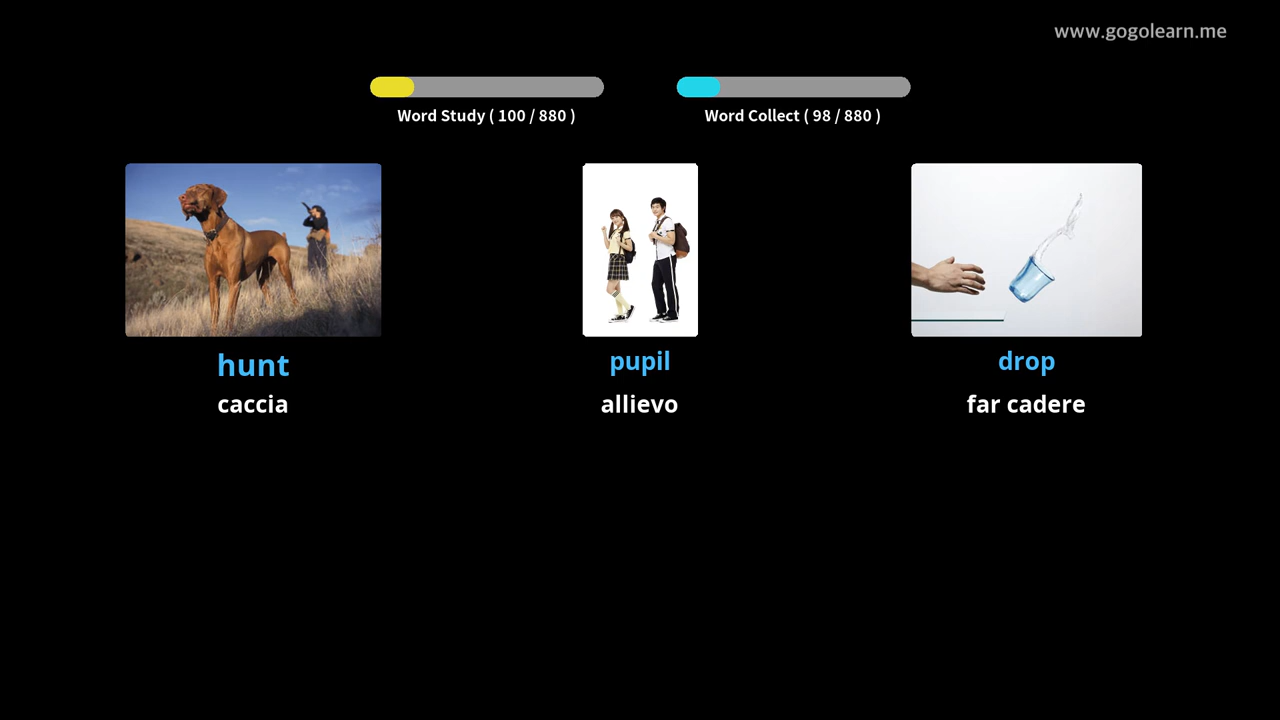 www.gogolearn.me
Word Study ( 100 / 880 )
Word Collect ( 98 / 880 )
hunt
caccia
pupil
allievo
drop
far cadere